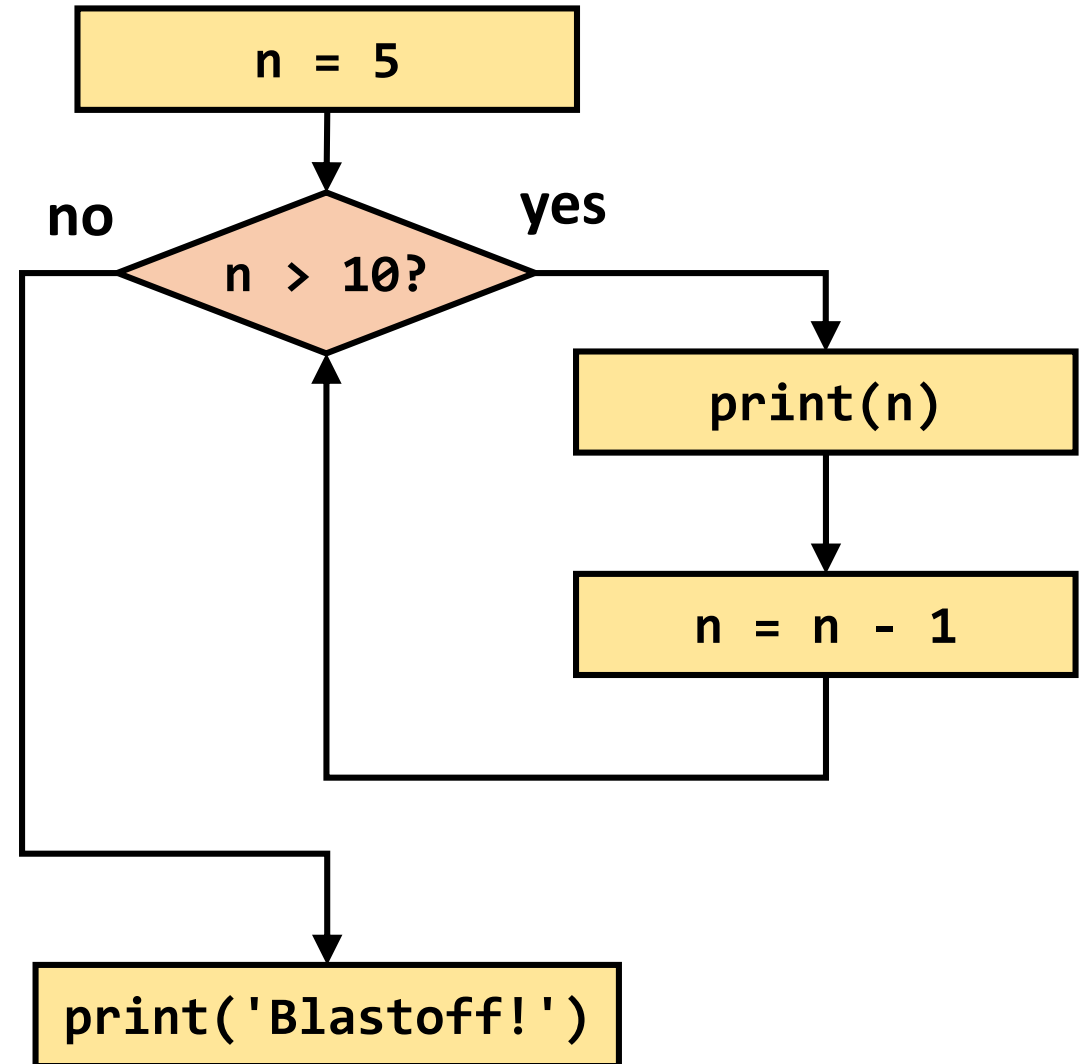 n = 5
no
yes
n > 10?
print(n)
n = n - 1
print('Blastoff!')